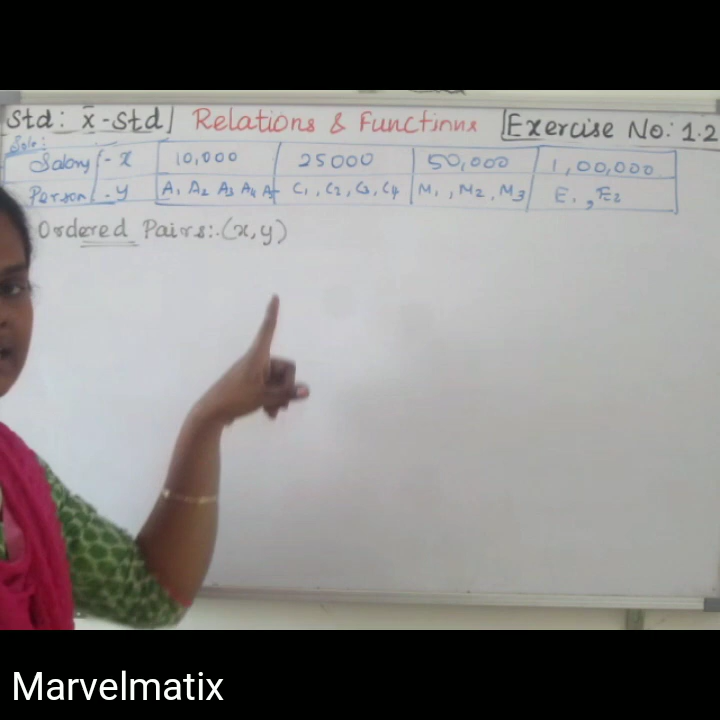 Std: X-Std] Relations & Functions [Exercise No: 1.2
Soln:
Salary - x 10,000 25000 50,000 1,00,000
Person - y A1 A2 A3 A4 A5 C1, C2, C3, C4 M1, M2, M3 E1, E2
Ordered Pairs:.(x,y)
Marvelmatix